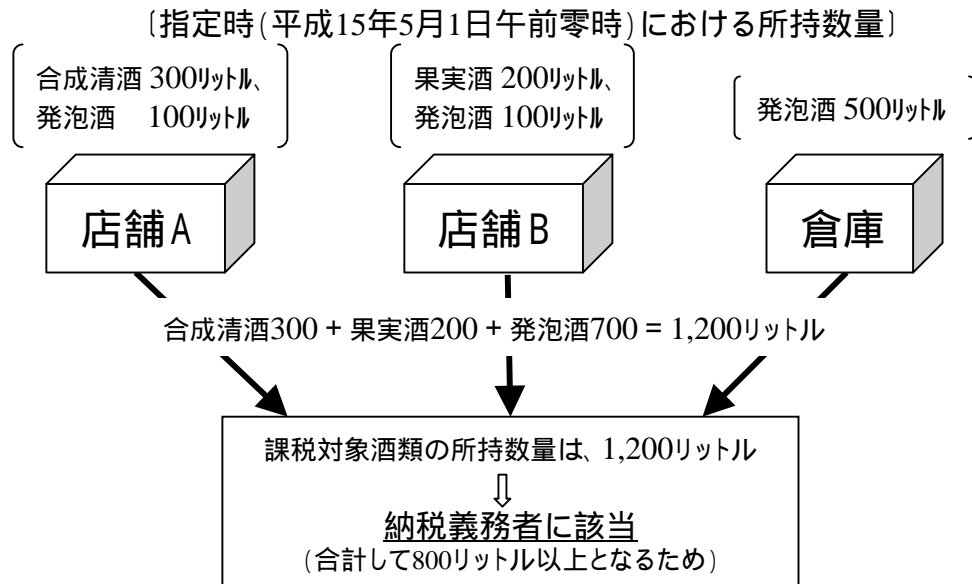 〔指定時(平成15年5月1日午前零時)における所持数量〕
合成清酒 300リットル、
発泡酒 100リットル
果実酒 200リットル、
発泡酒 100リットル
発泡酒 500リットル
店舗A
店舗B
倉庫
合成清酒300 + 果実酒200 + 発泡酒700 = 1,200リットル
課税対象酒類の所持数量は、1,200リットル
⇩
納税義務者に該当
(合計して800リットル以上となるため)